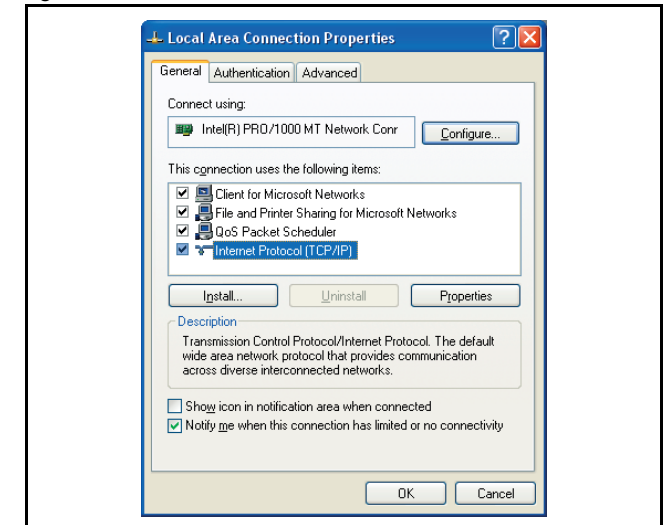 Local Area Connection Properties
General Authentication Advanced
Connect using:
Intel(R) PRO/1000 MT Network Conr Configure...
This connection uses the following items:
Client for Microsoft Networks
File and Printer Sharing for Microsoft Networks
QoS Packet Scheduler
Internet Protocol (TCP/IP)
Install... Uninstall Properties
Description
Transmission Control Protocol/Internet Protocol. The default
wide area network protocol that provides communication
across diverse interconnected networks.
Show icon in notification area when connected
Notify me when this connection has limited or no connectivity
OK Cancel